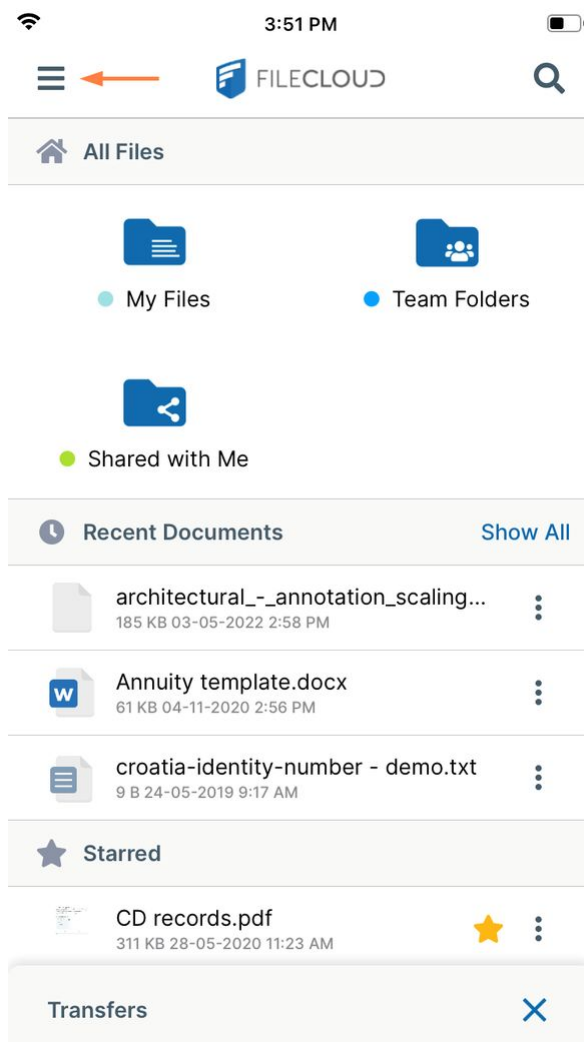 3:51 PM
FILECLOUD
All Files
My Files
Team Folders
Shared with Me
Recent Documents
Show All
architectural_-_annotation_scaling...
185 KB 03-05-2022 2:58 PM
W
Annuity template.docx
61 KB 04-11-2020 2:56 PM
croatia-identity-number - demo.txt
9 B 24-05-2019 9:17 AM
Starred
CD records.pdf
311 KB 28-05-2020 11:23 AM
Transfers